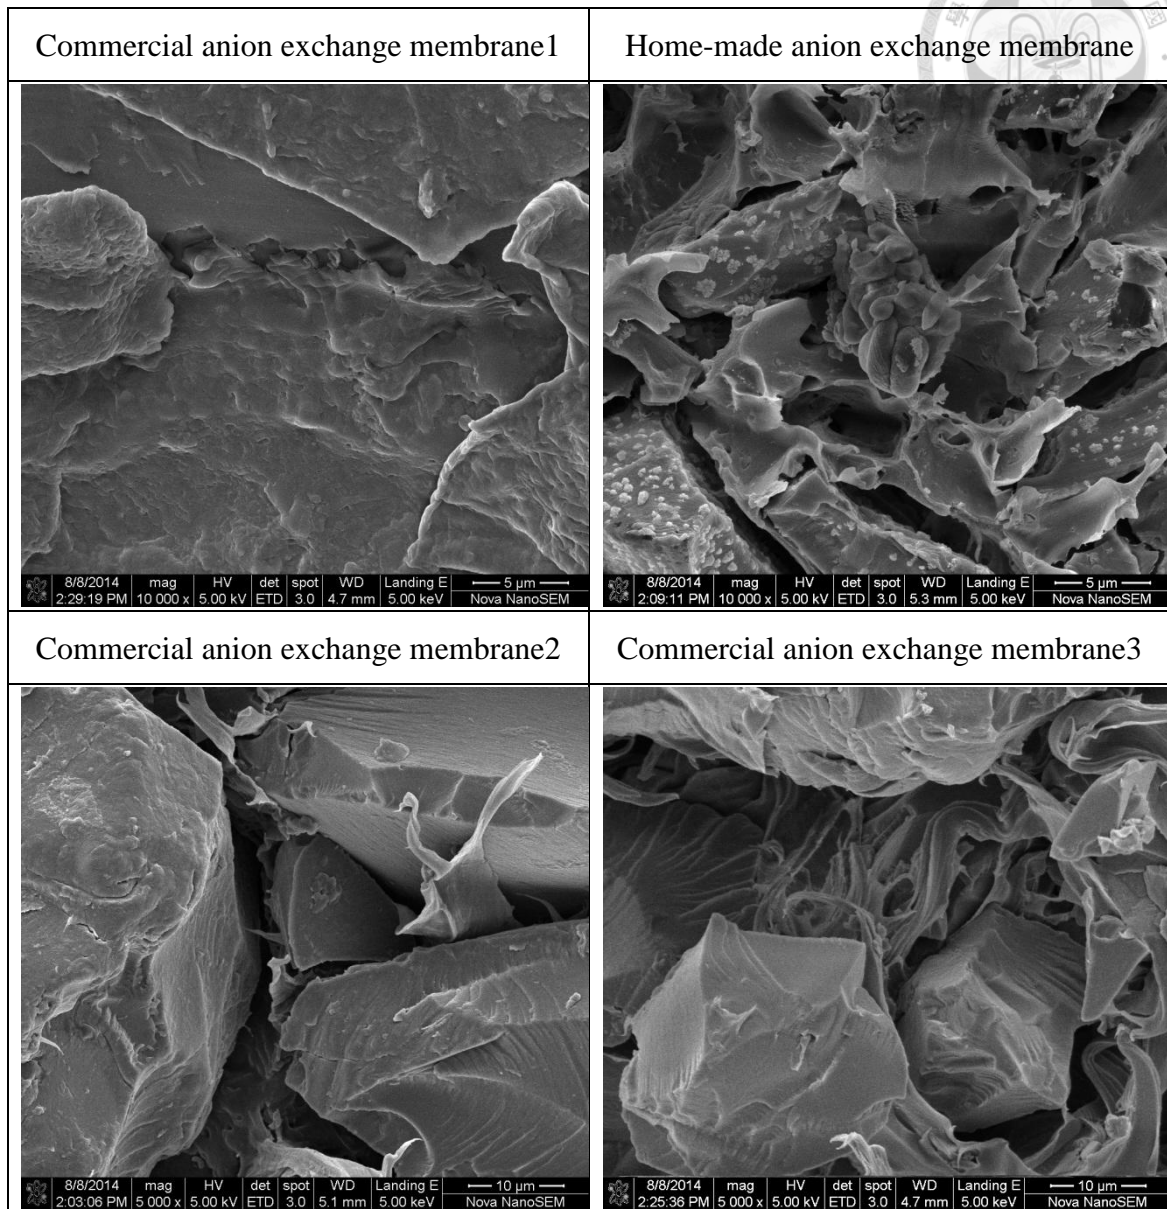 Commercial anion exchange membrane1
Home-made anion exchange membrane
8/8/2014 mag HV det spot WD Landing E 5 µm
2:29:19 PM 10 000 x 5.00 kV ETD 3.0 4.7 mm 5.00 keV Nova NanoSEM
8/8/2014 mag HV det spot WD Landing E 5 µm
2:09:11 PM 10 000 x 5.00 kV ETD 3.0 5.3 mm 5.00 keV Nova NanoSEM
Commercial anion exchange membrane2
Commercial anion exchange membrane3
8/8/2014 mag HV det spot WD Landing E 10 µm
2:03:06 PM 5 000 x 5.00 kV ETD 3.0 5.1 mm 5.00 keV Nova NanoSEM
8/8/2014 mag HV det spot WD Landing E 10 µm
2:25:36 PM 5 000 x 5.00 kV ETD 3.0 4.7 mm 5.00 keV Nova NanoSEM